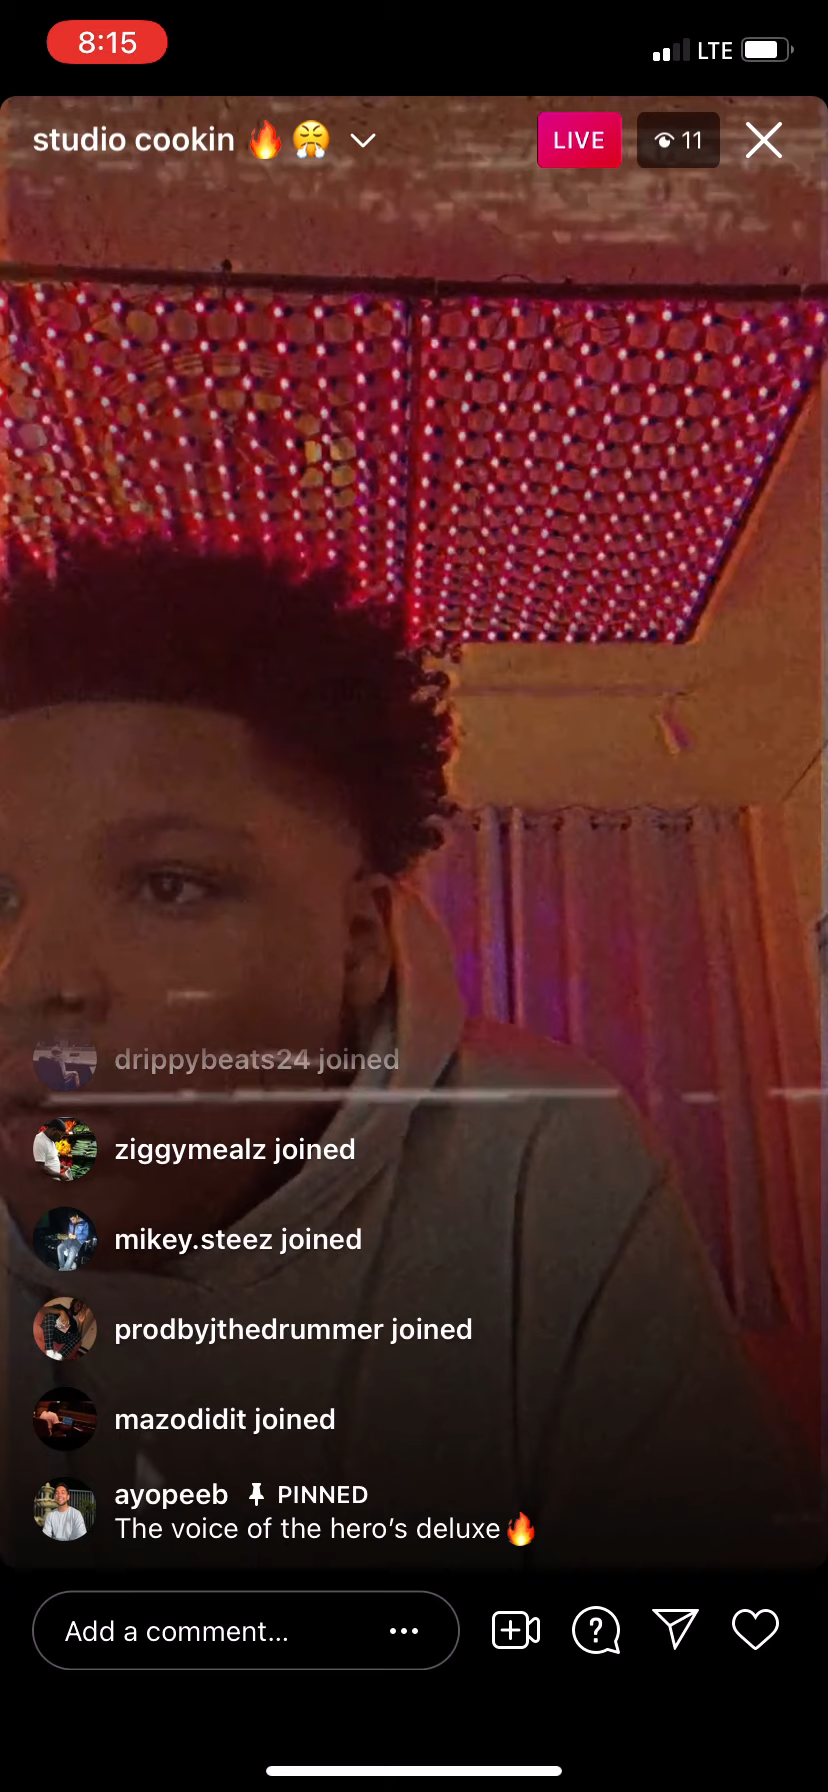 8:15
LTE
studio cookin 🔥 😤
LIVE
11
drippybeats24 joined
ziggymealz joined
mikey.steez joined
prodbyjthedrummer joined
mazodidit joined
ayopeeb PINNED
The voice of the hero’s deluxe🔥
Add a comment...